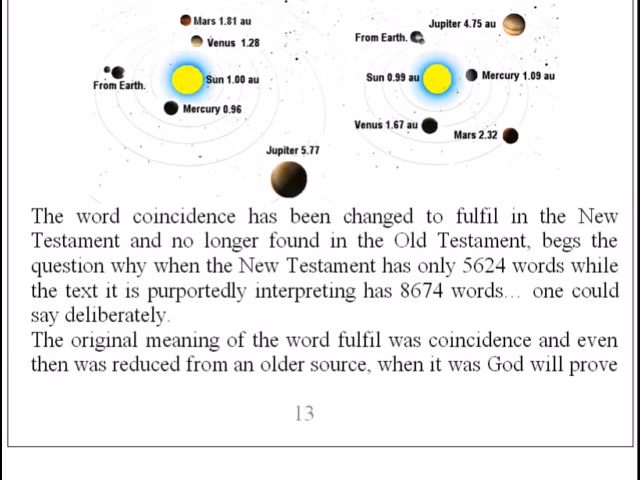 Mars 1.81 au
Venus 1.28
From Earth.
Sun 1.00 au
Mercury 0.96
Jupiter 5.77
Jupiter 4.75 au
From Earth.
Sun 0.99 au
Mercury 1.09 au
Venus 1.67 au
Mars 2.32
The word coincidence has been changed to fulfil in the New
Testament and no longer found in the Old Testament, begs the
question why when the New Testament has only 5624 words while
the text it is purportedly interpreting has 8674 words... one could
say deliberately.
The original meaning of the word fulfil was coincidence and even
then was reduced from an older source, when it was God will prove
13